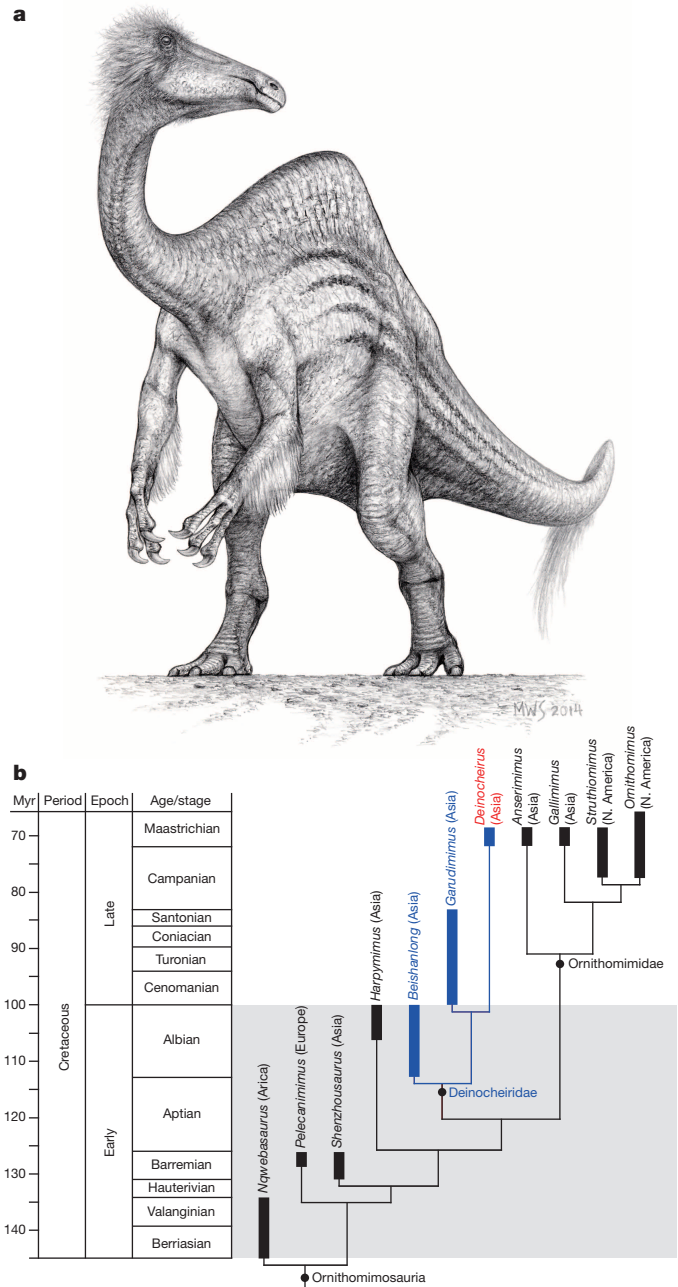 a
MWS 2014
b
Myr
Period
Epoch
Age/stage
70
80
90
100
110
120
130
140
Cretaceous
Late
Early
Maastrichian
Campanian
Santonian
Coniacian
Turonian
Cenomanian
Albian
Aptian
Barremian
Hauterivian
Valanginian
Berriasian
Nqwebasaurus (Arica)
Pelecanimimus (Europe)
Shenzhousaurus (Asia)
Harpymimus (Asia)
Beishanlong (Asia)
Garudimimus (Asia)
Deinocheirus
(Asia)
Anserimimus
(Asia)
Gallimimus
(Asia)
Struthiomimus
(N. America)
Ornithomimus
(N. America)
Ornithomimidae
Deinocheiridae
Ornithomimosauria